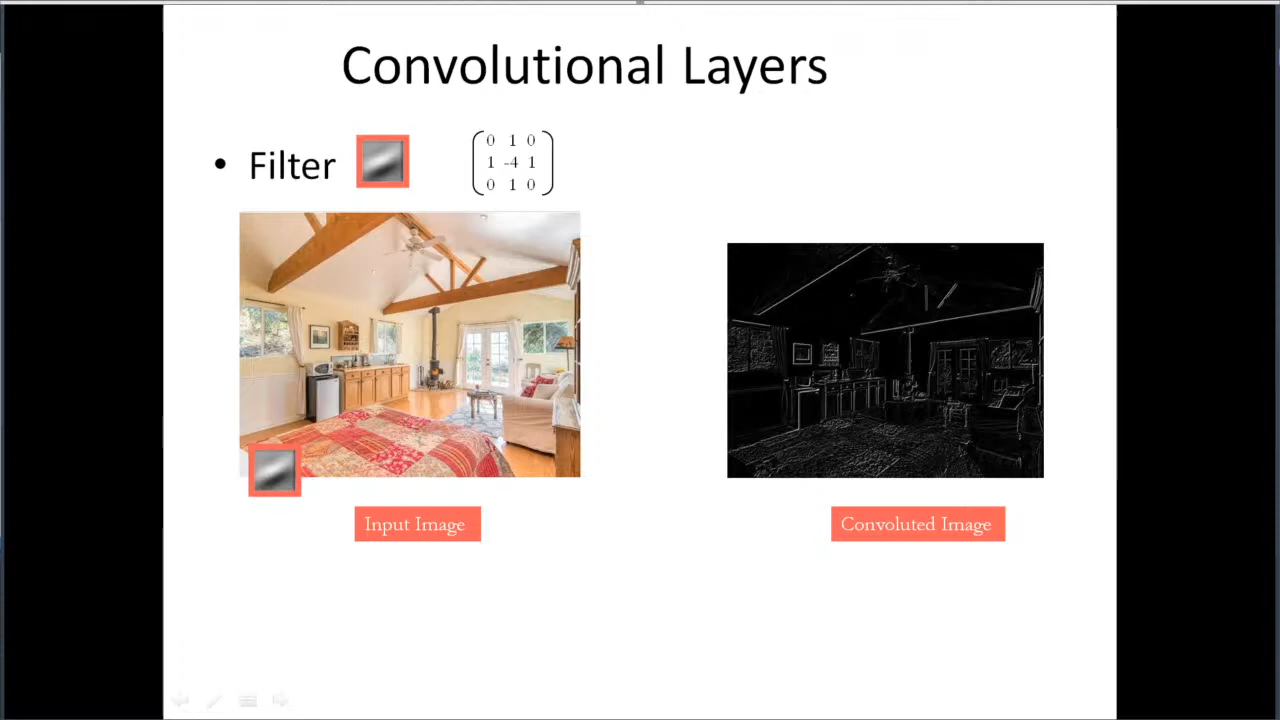 Convolutional Layers
• Filter
0 1 0
1 -4 1
0 1 0
Input Image
Convoluted Image